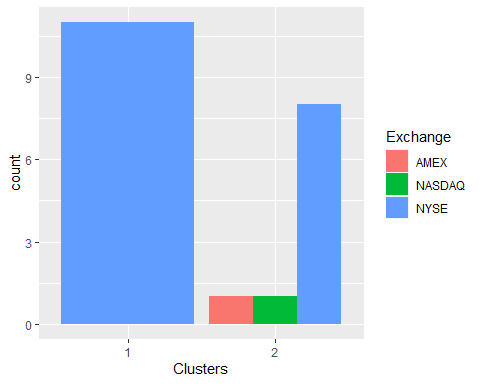 9
6
3
0
count
1
2
Clusters
Exchange
AMEX
NASDAQ
NYSE